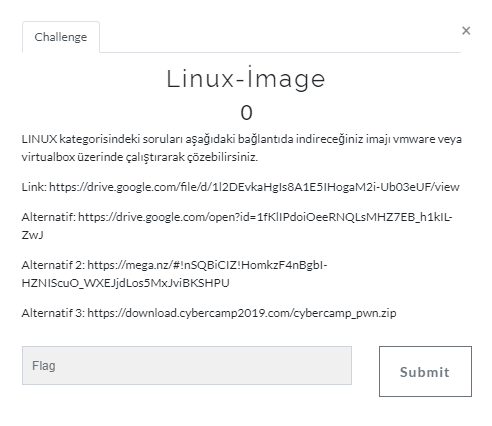 Challenge
×
Linux-İmage
0
LINUX kategorisindeki soruları aşağıdaki bağlantıda indireceğiniz imajı vmware veya
virtualbox üzerinde çalıştırarak çözebilirsiniz.
Link: https://drive.google.com/file/d/1l2DEvkaHgIs8A1E5IHogaM2i-Ub03eUF/view
Alternatif: https://drive.google.com/open?id=1fKlIPdoiOeeRNQLsMHZ7EB_h1kIL-
ZwJ
Alternatif 2: https://mega.nz/#!nSQBiCIZ!HomkzF4nBgbI-
HZNIScuO_WXEJjdLos5MxJviBKSHPU
Alternatif 3: https://download.cybercamp2019.com/cybercamp_pwn.zip
Flag
Submit